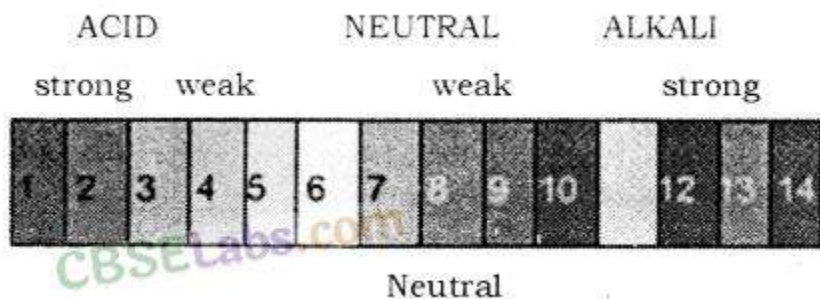 ACID NEUTRAL ALKALI
strong weak weak strong
1 2 3 4 5 6 7 8 9 10 12 13 14
CBSELabs.com
Neutral